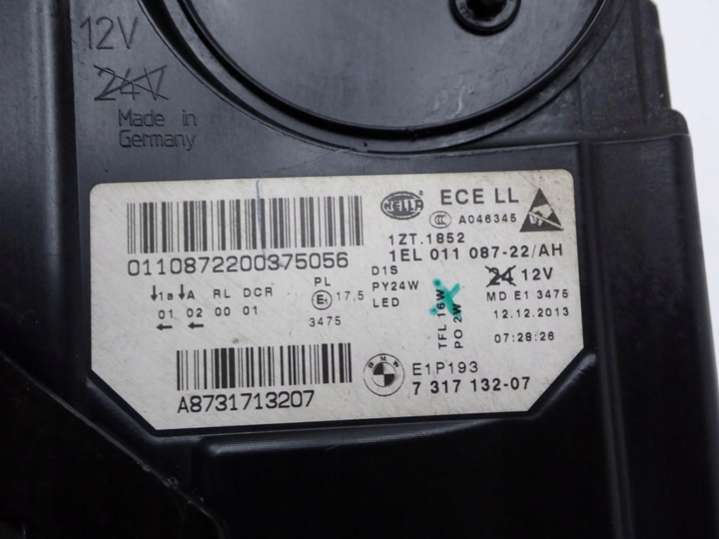 12V
24V
Made in
Germany
HELLA
ECE LL
A046345
1ZT.1852
1EL 011 087-22/AH
0110872200375056
D1S
PY24W
LED
24 12V
MD E1 3475
12.12.2013
07:28:26
TFL 16W
PO 2W
1a A RL DCR
01 02 00 01
PL
E1 17,5
3475
BMW
E1P193
7 317 132-07
A8731713207